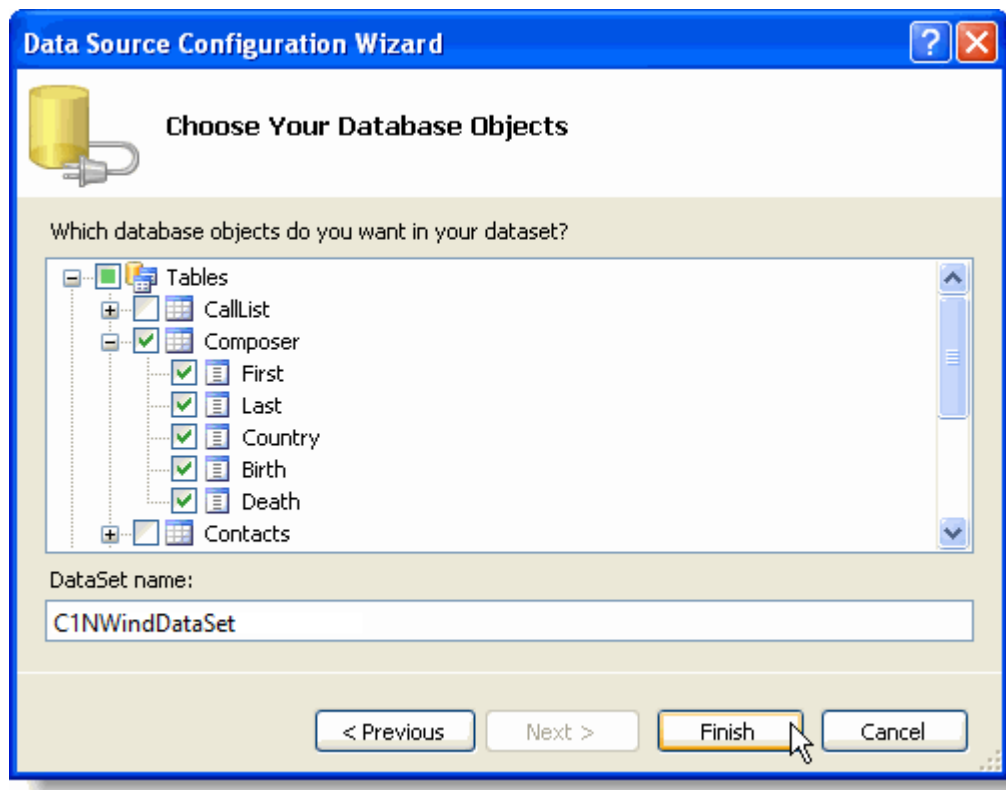 Data Source Configuration Wizard
Choose Your Database Objects
Which database objects do you want in your dataset?
Tables
CallList
Composer
First
Last
Country
Birth
Death
Contacts
DataSet name:
C1NWindDataSet
< Previous Next > Finish Cancel